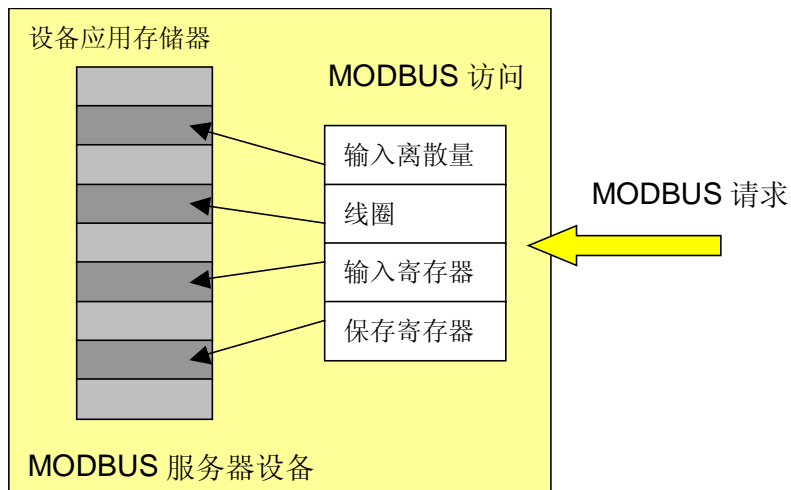 设备应用存储器
MODBUS 访问
输入离散量
线圈
输入寄存器
保存寄存器
MODBUS 请求
MODBUS 服务器设备